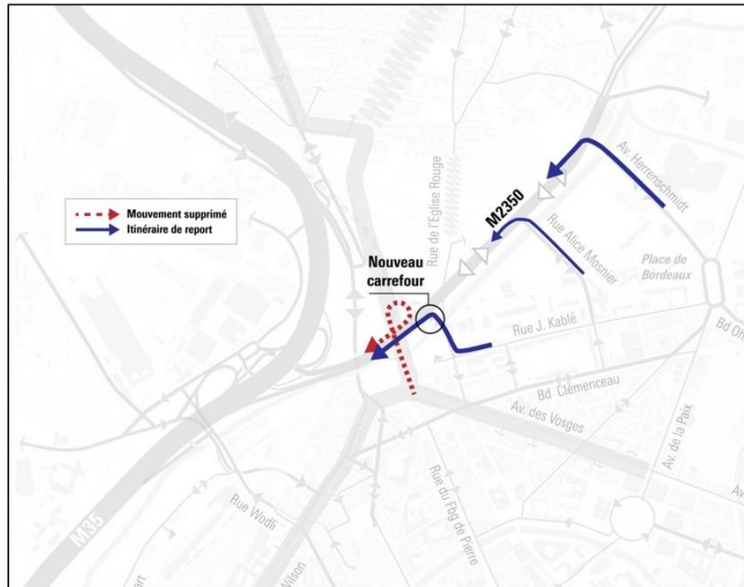 Av. Herrenschmidt
M2350
Rue de l'Eglise Rouge
Rue Alice Mosnier
Mouvement supprimé
Itinéraire de report
Place de
Bordeaux
Nouveau
carrefour
Rue J. Kablé
Bd Clémenceau
Av. des Vosges
Av. de la Paix
Rue du Fbg de Pierre
Rue Wodli
Wilson
M35